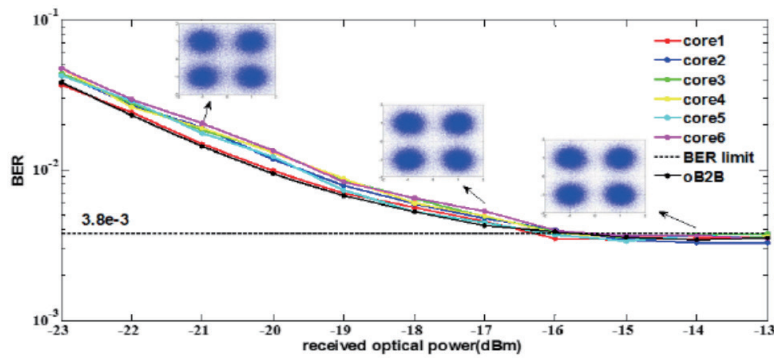 10^-1
core1
core2
core3
core4
core5
core6
BER limit
oB2B
10^-2
BER
3.8e-3
10^-3
-23 -22 -21 -20 -19 -18 -17 -16 -15 -14 -13
received optical power(dBm)